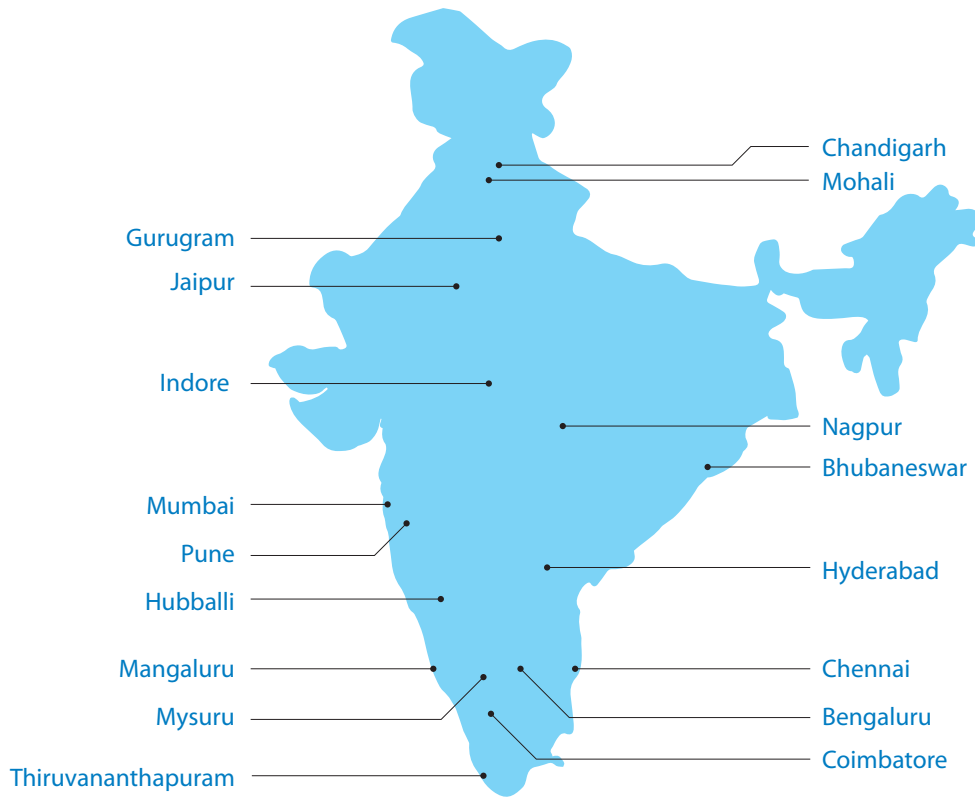 Chandigarh
Mohali
Gurugram
Jaipur
Indore
Nagpur
Bhubaneswar
Mumbai
Pune
Hyderabad
Hubballi
Mangaluru
Chennai
Mysuru
Bengaluru
Coimbatore
Thiruvananthapuram